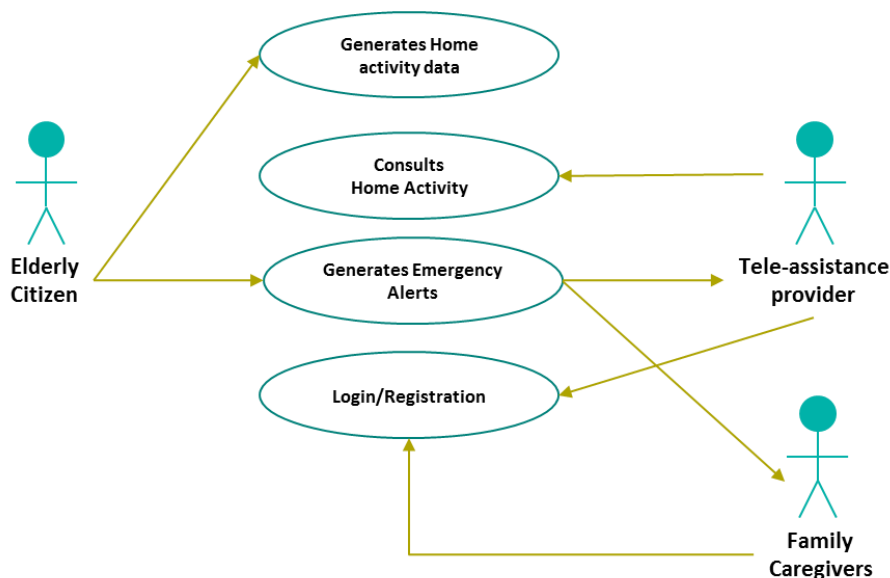 Generates Home
activity data
Consults
Home Activity
Elderly
Citizen
Generates Emergency
Alerts
Tele-assistance
provider
Login/Registration
Family
Caregivers